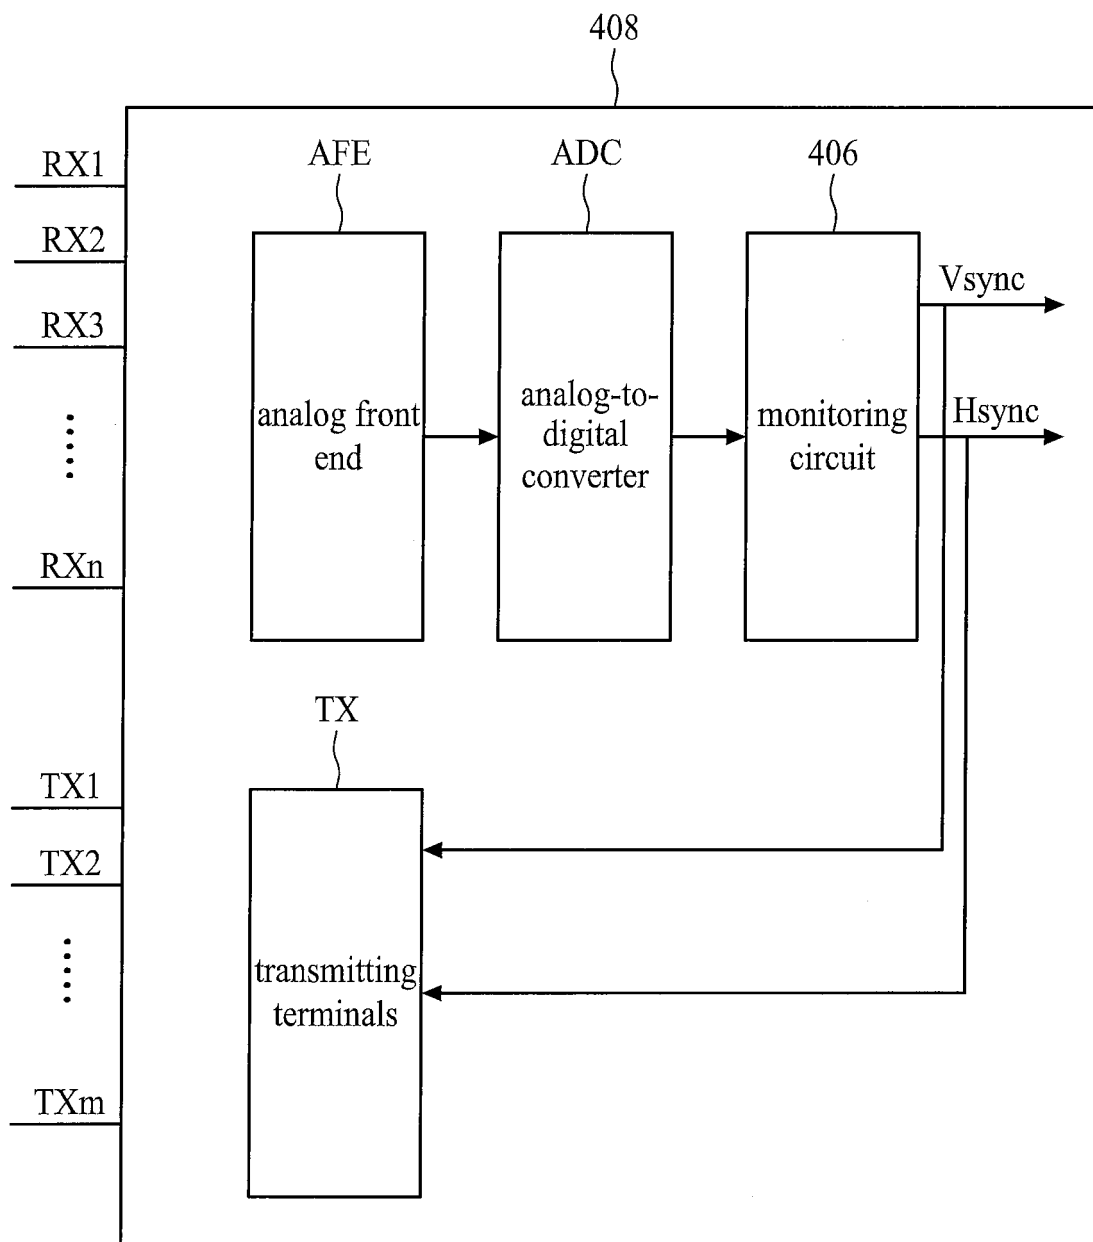 408
RX1
RX2
RX3
RXn
AFE
ADC
406
analog front
end
analog-to-
digital
converter
monitoring
circuit
Vsync
Hsync
TX1
TX2
TXm
TX
transmitting
terminals